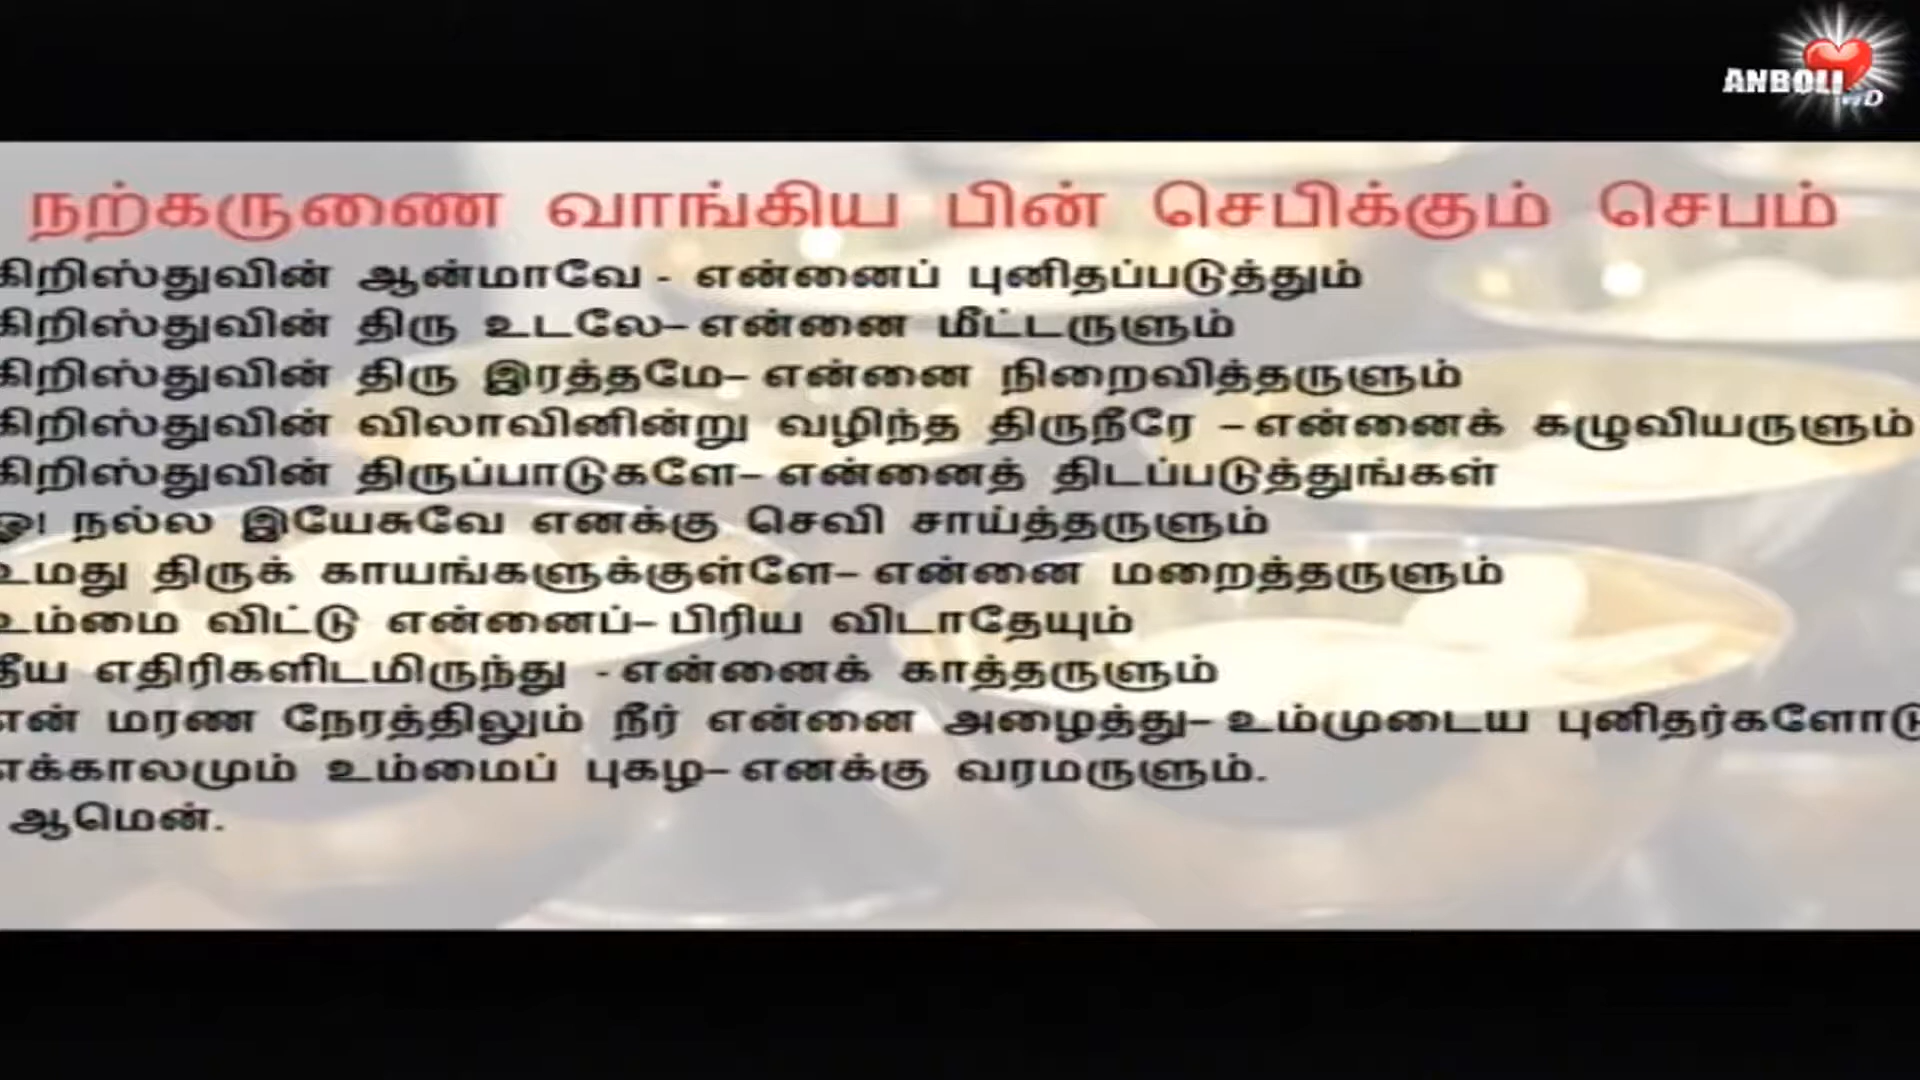 ANBOLI
நற்கருணை வாங்கிய பின் செபிக்கும் செபம்
கிறிஸ்துவின் ஆன்மாவே - என்னைப் புனிதப்படுத்தும்
கிறிஸ்துவின் திரு உடலே– என்னை மீட்டருளும்
கிறிஸ்துவின் திரு இரத்தமே– என்னை நிறைவித்தருளும்
கிறிஸ்துவின் விலாவினின்று வழிந்த திருநீரே – என்னைக் கழுவியருளும்
கிறிஸ்துவின் திருப்பாடுகளே– என்னைத் திடப்படுத்துங்கள்
ஓ! நல்ல இயேசுவே எனக்கு செவி சாய்த்தருளும்
உமது திருக் காயங்களுக்குள்ளே– என்னை மறைத்தருளும்
உம்மை விட்டு என்னைப்– பிரிய விடாதேயும்
தீய எதிரிகளிடமிருந்து - என்னைக் காத்தருளும்
என் மரண நேரத்திலும் நீர் என்னை அழைத்து– உம்முடைய புனிதர்களோடு
எக்காலமும் உம்மைப் புகழ– எனக்கு வரமருளும்.
ஆமென்.